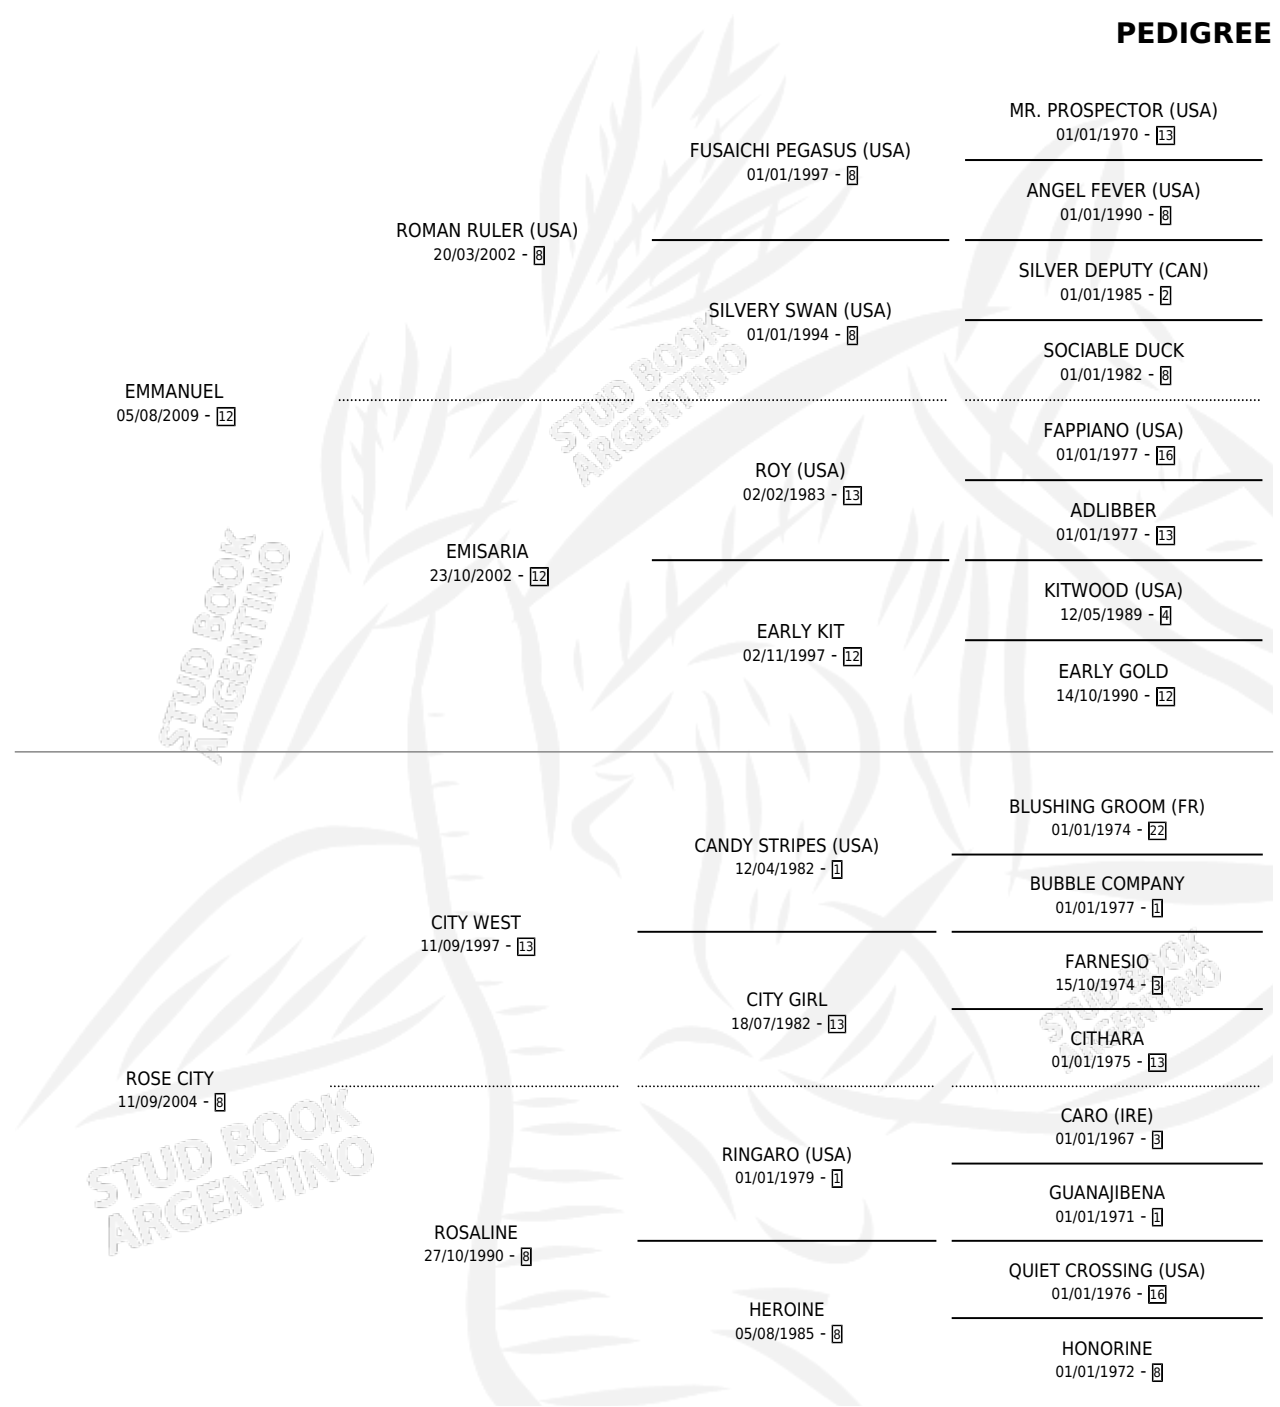 PEDIGREE
MR. PROSPECTOR (USA)
01/01/1970 - 13
FUSAICHI PEGASUS (USA)
01/01/1997 - 8
ANGEL FEVER (USA)
01/01/1990 - 8
ROMAN RULER (USA)
20/03/2002 - 8
SILVER DEPUTY (CAN)
01/01/1985 - 2
SILVERY SWAN (USA)
01/01/1994 - 8
SOCIABLE DUCK
01/01/1982 - 8
STUD BOOK
ARGENTINO
EMMANUEL
05/08/2009 - 12
FAPPIANO (USA)
01/01/1977 - 16
ROY (USA)
02/02/1983 - 13
ADLIBBER
01/01/1977 - 13
EMISARIA
23/10/2002 - 12
KITWOOD (USA)
12/05/1989 - 4
EARLY KIT
02/11/1997 - 12
EARLY GOLD
14/10/1990 - 12
STUD BOOK
ARGENTINO
BLUSHING GROOM (FR)
01/01/1974 - 22
CANDY STRIPES (USA)
12/04/1982 - 1
BUBBLE COMPANY
01/01/1977 - 1
CITY WEST
11/09/1997 - 13
FARNESIO
15/10/1974 - 3
CITY GIRL
18/07/1982 - 13
CITHARA
01/01/1975 - 13
STUD BOOK
ARGENTINO
ROSE CITY
11/09/2004 - 8
CARO (IRE)
01/01/1967 - 3
RINGARO (USA)
01/01/1979 - 1
GUANAJIBENA
01/01/1971 - 1
STUD BOOK
ARGENTINO
ROSALINE
27/10/1990 - 8
QUIET CROSSING (USA)
01/01/1976 - 16
HEROINE
05/08/1985 - 8
HONORINE
01/01/1972 - 8